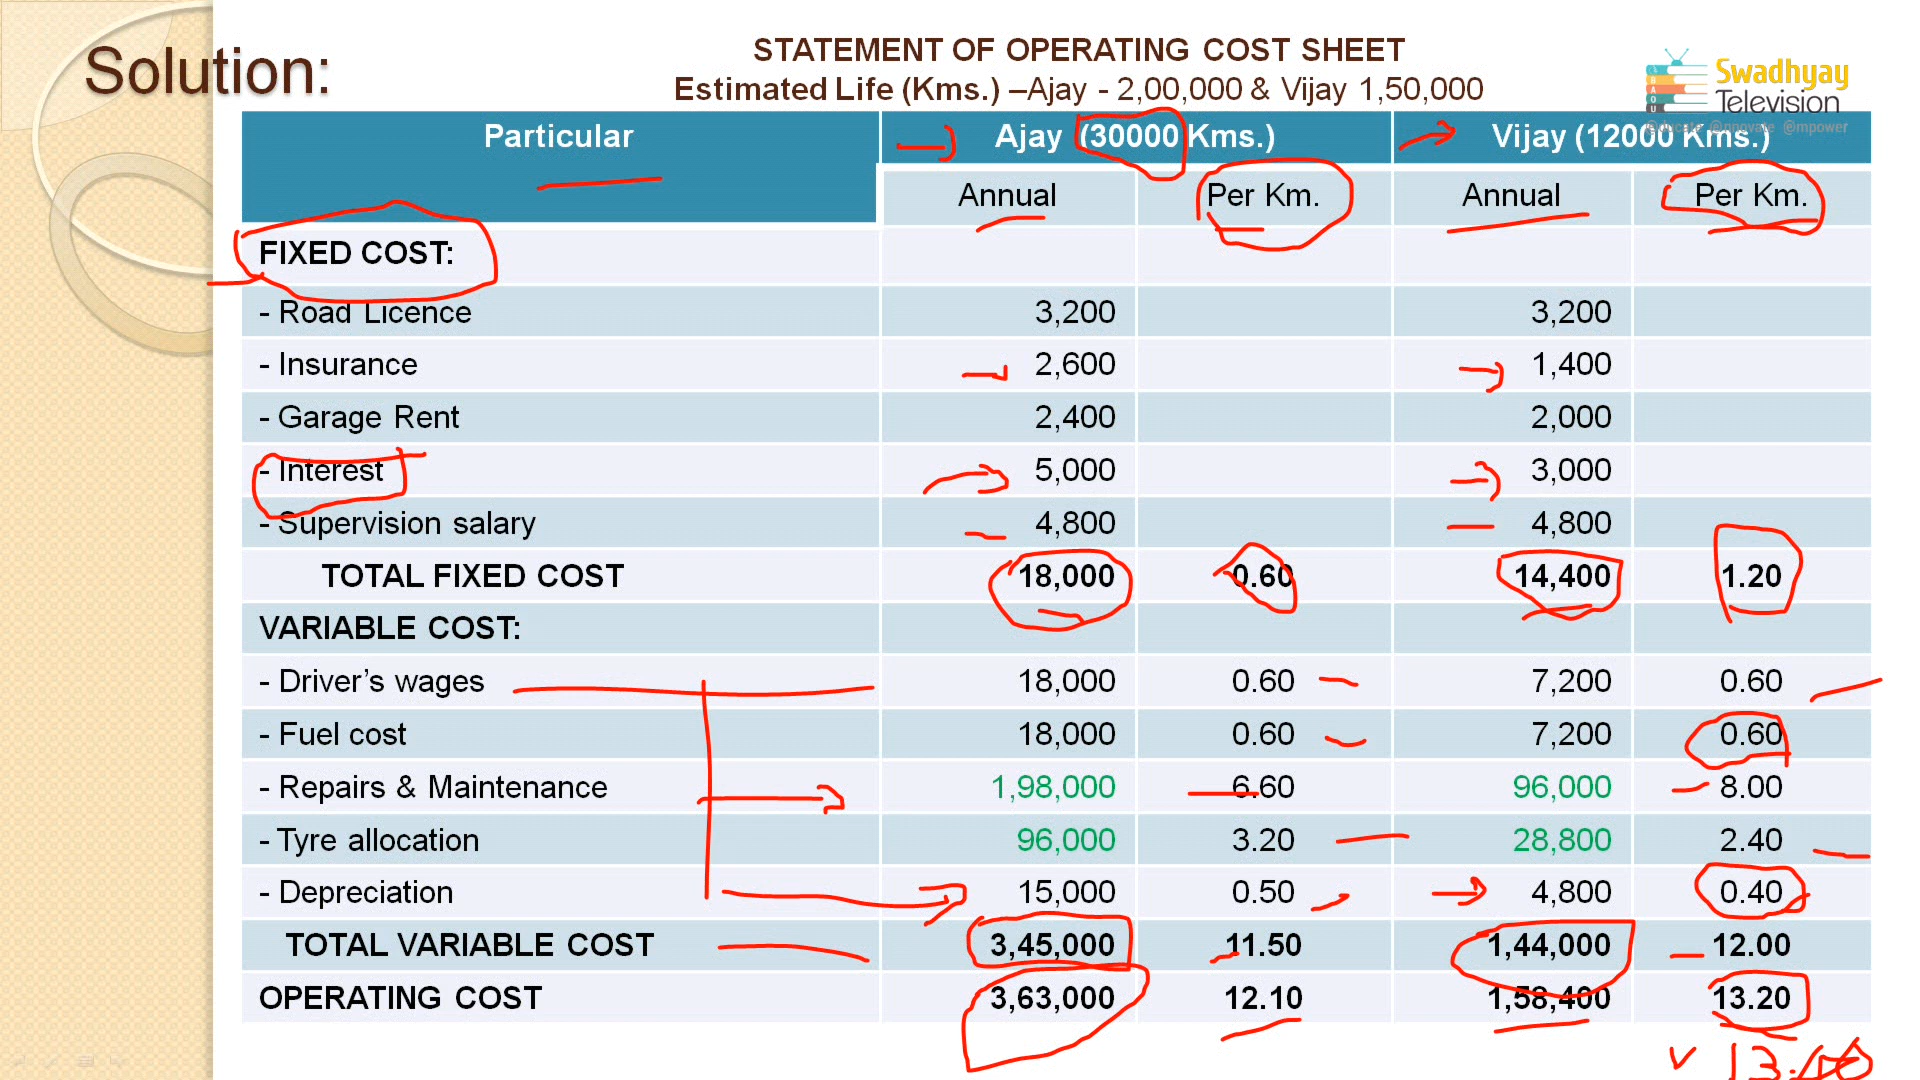 Solution:
STATEMENT OF OPERATING COST SHEET
Estimated Life (Kms.) –Ajay - 2,00,000 & Vijay 1,50,000
Swadhyay
Television
@ducate @nnovate @mpower
Particular Ajay (30000 Kms.) Vijay (12000 Kms.)
Annual Per Km. Annual Per Km.
FIXED COST:
- Road Licence 3,200 3,200
- Insurance 2,600 1,400
- Garage Rent 2,400 2,000
- Interest 5,000 3,000
- Supervision salary 4,800 4,800
TOTAL FIXED COST 18,000 0.60 14,400 1.20
VARIABLE COST:
- Driver’s wages 18,000 0.60 7,200 0.60
- Fuel cost 18,000 0.60 7,200 0.60
- Repairs & Maintenance 1,98,000 6.60 96,000 8.00
- Tyre allocation 96,000 3.20 28,800 2.40
- Depreciation 15,000 0.50 4,800 0.40
TOTAL VARIABLE COST 3,45,000 11.50 1,44,000 12.00
OPERATING COST 3,63,000 12.10 1,58,400 13.20